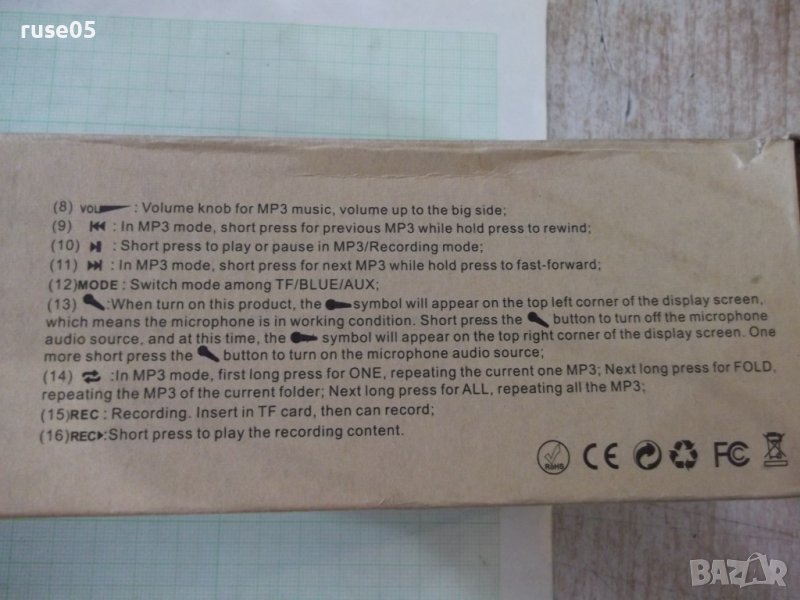 ruse05
(8) VOL : Volume knob for MP3 music, volume up to the big side;
(9) ⏮ : In MP3 mode, short press for previous MP3 while hold press to rewind;
(10) ⏯ : Short press to play or pause in MP3/Recording mode;
(11) ⏭ : In MP3 mode, short press for next MP3 while hold press to fast-forward;
(12)MODE : Switch mode among TF/BLUE/AUX;
(13) :When turn on this product, the symbol will appear on the top left corner of the display screen,
which means the microphone is in working condition. Short press the button to turn off the microphone
audio source, and at this time, the symbol will appear on the top right corner of the display screen. One
more short press the button to turn on the microphone audio source;
(14) :In MP3 mode, first long press for ONE, repeating the current one MP3; Next long press for FOLD,
repeating the MP3 of the current folder; Next long press for ALL, repeating all the MP3;
(15)REC : Recording. Insert in TF card, then can record;
(16)REC:Short press to play the recording content.
RoHS CE FC
BAZAR